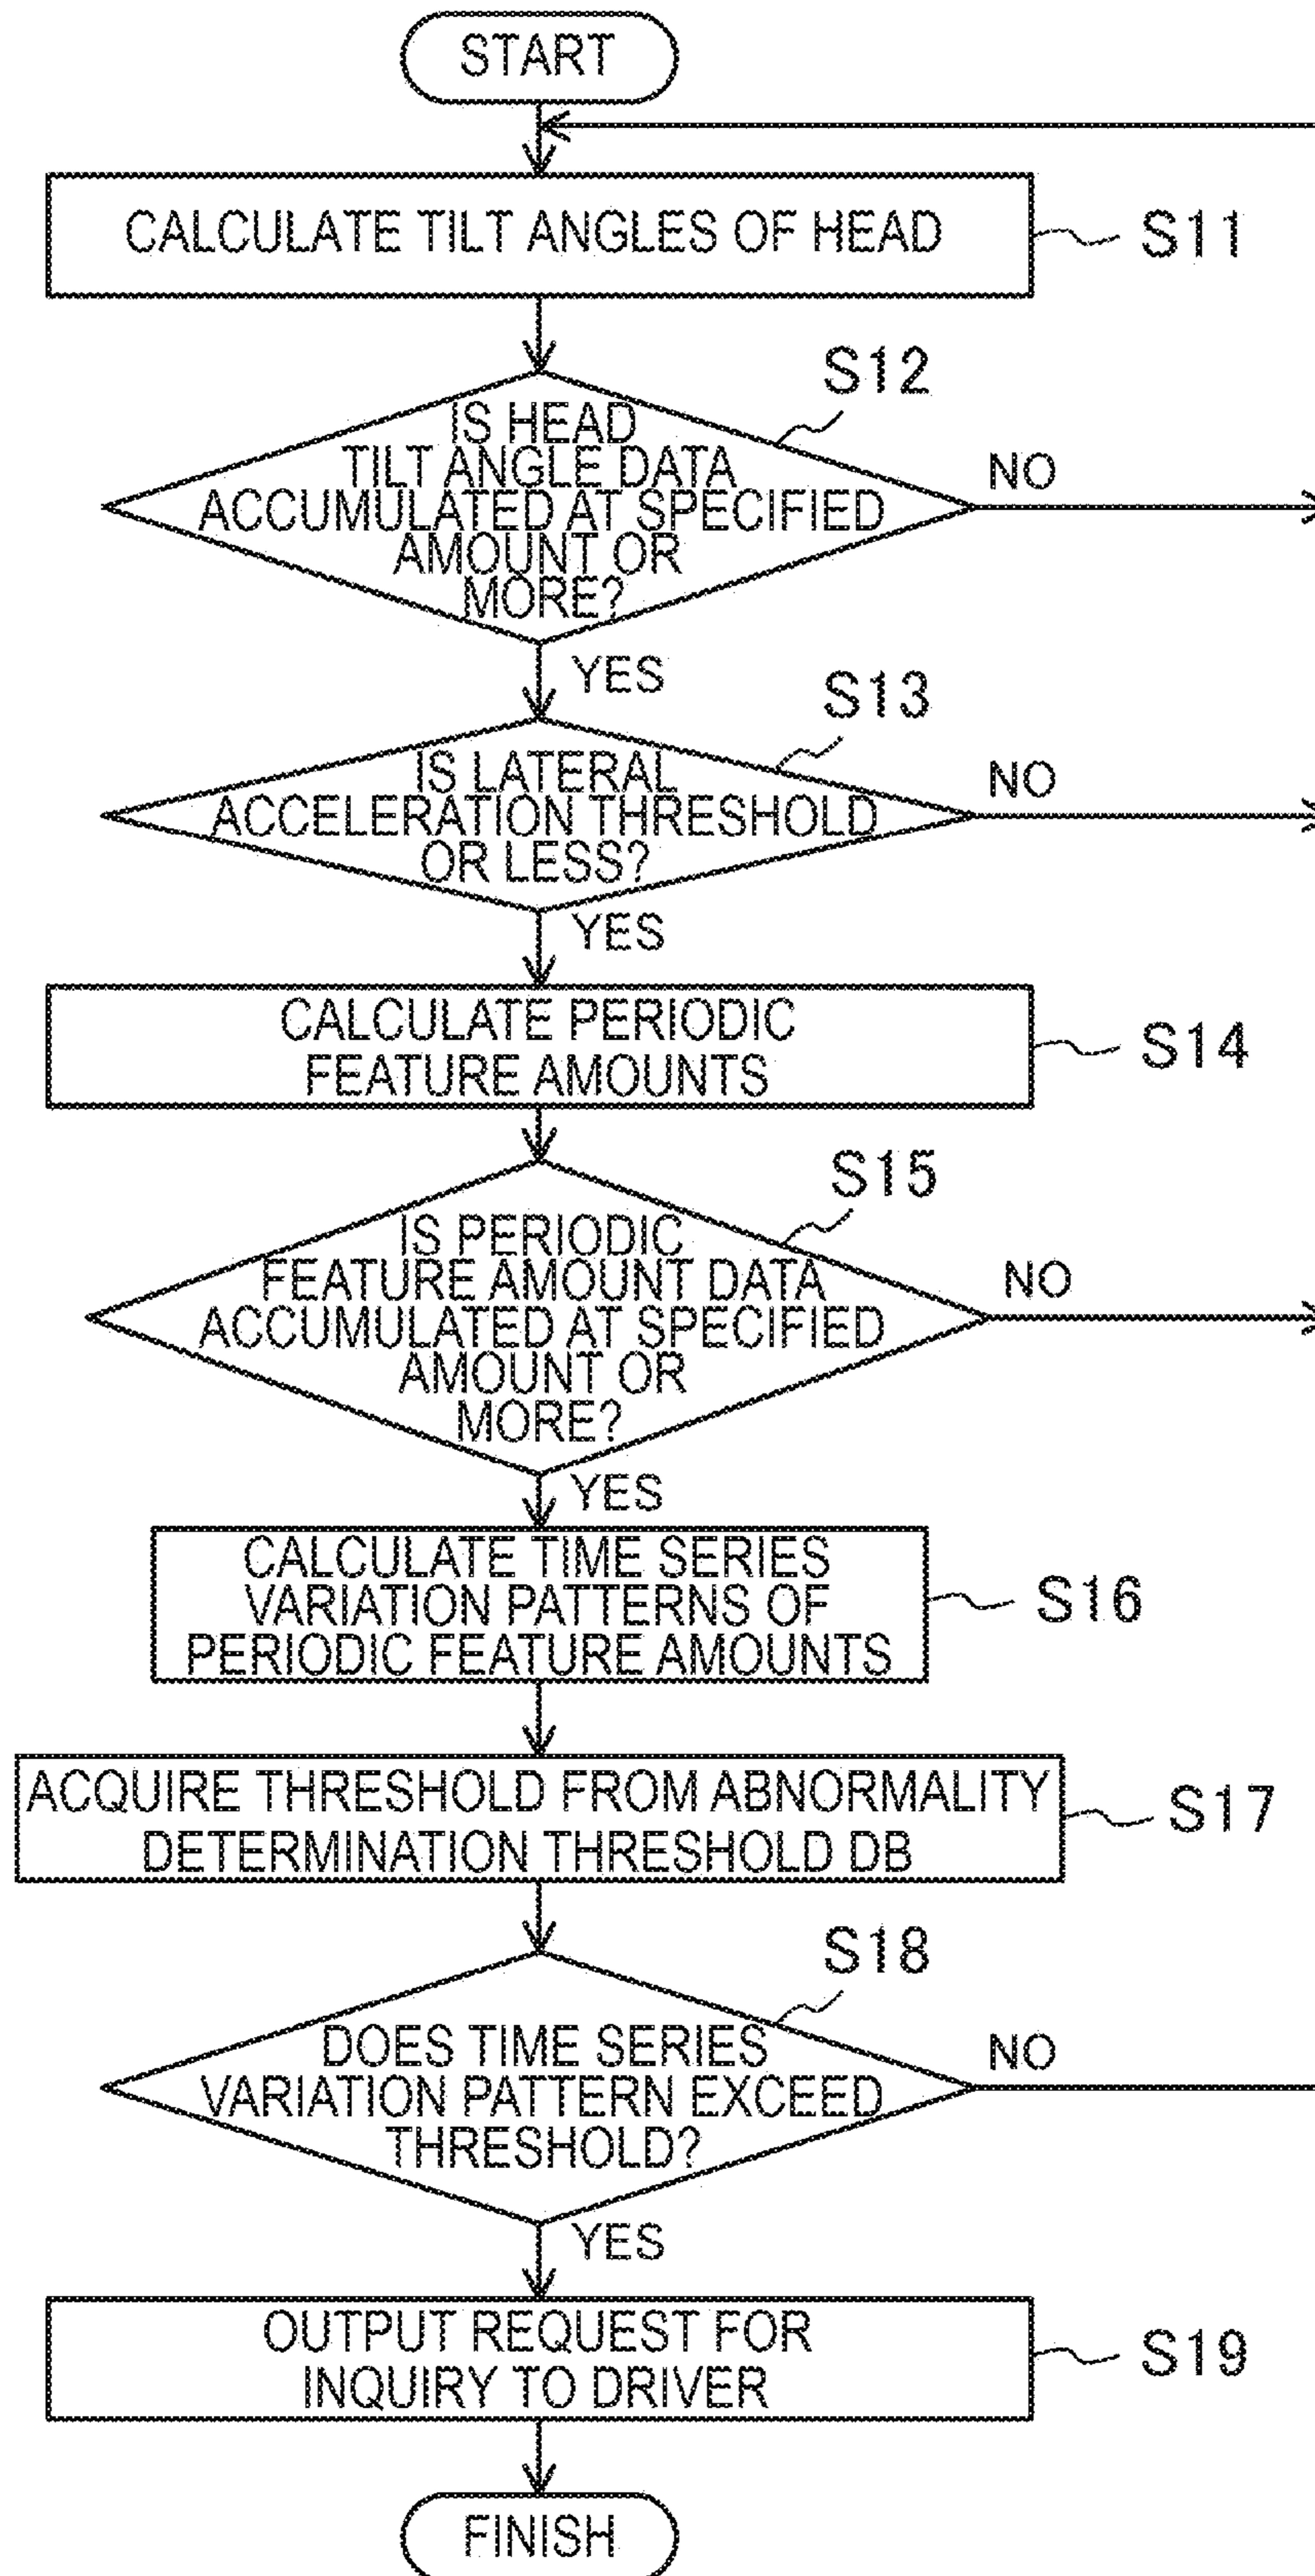 START
CALCULATE TILT ANGLES OF HEAD
S11
S12
IS HEAD
TILT ANGLE DATA
ACCUMULATED AT SPECIFIED
AMOUNT OR
MORE?
NO
YES
S13
IS LATERAL
ACCELERATION THRESHOLD
OR LESS?
NO
YES
CALCULATE PERIODIC
FEATURE AMOUNTS
S14
S15
IS PERIODIC
FEATURE AMOUNT DATA
ACCUMULATED AT SPECIFIED
AMOUNT OR
MORE?
NO
YES
CALCULATE TIME SERIES
VARIATION PATTERNS OF
PERIODIC FEATURE AMOUNTS
S16
ACQUIRE THRESHOLD FROM ABNORMALITY
DETERMINATION THRESHOLD DB
S17
S18
DOES TIME SERIES
VARIATION PATTERN EXCEED
THRESHOLD?
NO
YES
OUTPUT REQUEST FOR
INQUIRY TO DRIVER
S19
FINISH